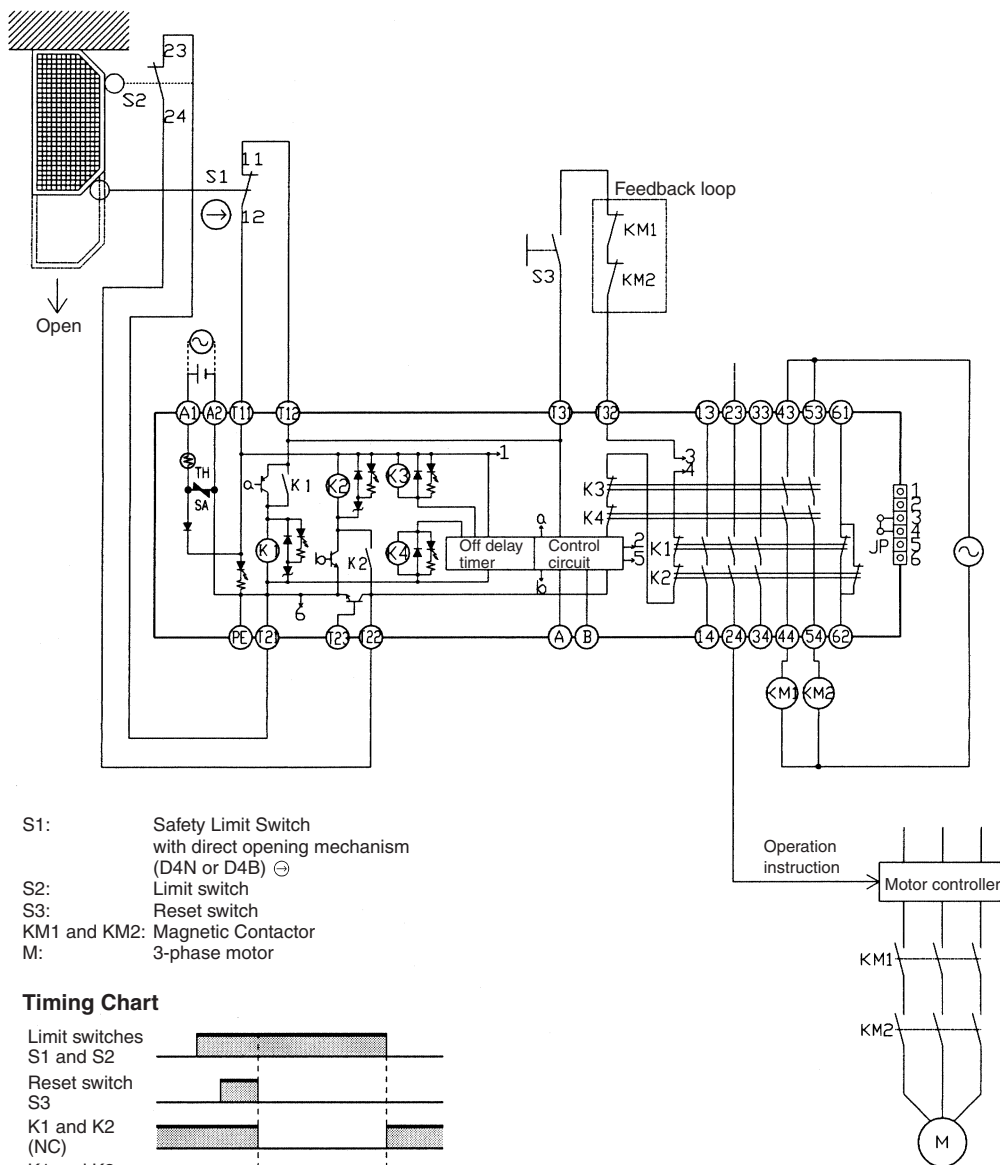 23
S2
24
11
S1
12
Feedback loop
KM1
S3
KM2
Open
A1 A2 T11 T12 T31 T32 13 23 33 43 53 61
TH
SA
a
K1
K2
K3
1
3
4
K3
K4
K1
b
K4
K2
Off delay timer
a
Control circuit
b
2
5
K1
K2
6
JP
1
2
3
4
5
6
PE T21 T23 T22 A B 14 24 34 44 54 62
KM1 KM2
S1: Safety Limit Switch
with direct opening mechanism
(D4N or D4B) ⊖
S2: Limit switch
S3: Reset switch
KM1 and KM2: Magnetic Contactor
M: 3-phase motor
Operation
instruction
Motor controller
KM1
KM2
M
Timing Chart
Limit switches
S1 and S2
Reset switch
S3
K1 and K2
(NC)